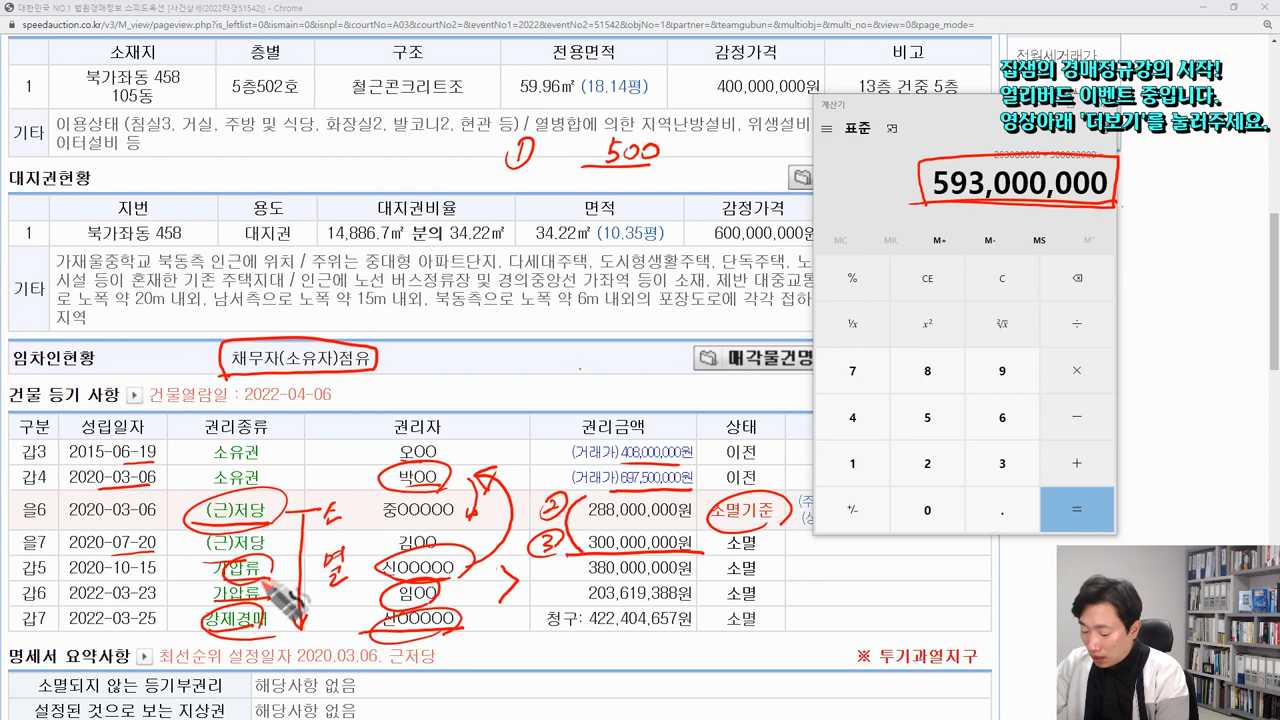 대한민국 NO.1 법원경매정보 스피드옥션 [사건상세(2022타경51542)] - Chrome
speedauction.co.kr/v3/M_view/pageview.php?is_leftlist=0&ismain=0&ispnl=&courtNo=A03&courtNo2=&eventNo1=2022&eventNo2=51542&objNo=1&partner=&teamgubun=&multiobj=&multi_no=&view=0&page_mode=
소재지 층별 구조 전용면적 감정가격 비고
전월세거래가
집샘의 경매정규강의 시작!
얼리버드 이벤트 중입니다.
영상아래 '더보기'를 눌러주세요.
1 북가좌동 458 105동 5층502호 철근콘크리트조 59.96㎡ (18.14평) 400,000,000원 13층 건중 5층
기타 이용상태 (침실3, 거실, 주방 및 식당, 화장실2, 발코니2, 현관 등) / 열병합에 의한 지역난방설비, 위생설비
이터설비 등
① 500
대지권현황
지번 용도 대지권비율 면적 감정가격
1 북가좌동 458 대지권 14,886.7㎡ 분의 34.22㎡ 34.22㎡ (10.35평) 600,000,000원
기타 가재울중학교 북동측 인근에 위치 / 주위는 중대형 아파트단지, 다세대주택, 도시형생활주택, 단독주택, 노
시설 등이 혼재한 기존 주택지대 / 인근에 노선 버스정류장 및 경의중앙선 가좌역 등이 소재, 제반 대중교통
로 노폭 약 20m 내외, 남서측으로 노폭 약 15m 내외, 북동측으로 노폭 약 6m 내외의 포장도로에 각각 접하
지역
임차인현황 채무자(소유자)점유 매각물건명
건물 등기 사항 건물열람일 : 2022-04-06
구분 성립일자 권리종류 권리자 권리금액 상태
갑3 2015-06-19 소유권 오OO (거래가) 408,000,000원 이전
갑4 2020-03-06 소유권 박OO (거래가) 697,500,000원 이전
을6 2020-03-06 (근)저당 중OOOOO ② 288,000,000원 소멸기준 (주
을7 2020-07-20 (근)저당 김OO ③ 300,000,000원 소멸
갑5 2020-10-15 가압류 신OOOOO 380,000,000원 소멸
갑6 2022-03-23 가압류 임OO 203,619,388원 소멸
갑7 2022-03-25 강제경매 신OOOOO 청구: 422,404,657원 소멸
명세서 요약사항 최선순위 설정일자 2020.03.06. 근저당 ※ 투기과열지구
소멸되지 않는 등기부권리 해당사항 없음
설정된 것으로 보는 지상권 해당사항 없음
계산기
표준
293000000 + 300000000 =
593,000,000
MC MR M+ M- MS M˅
% CE C ⌫
⅟x x² ²√x ÷
7 8 9 ×
4 5 6 −
1 2 3 +
+/- 0 . =